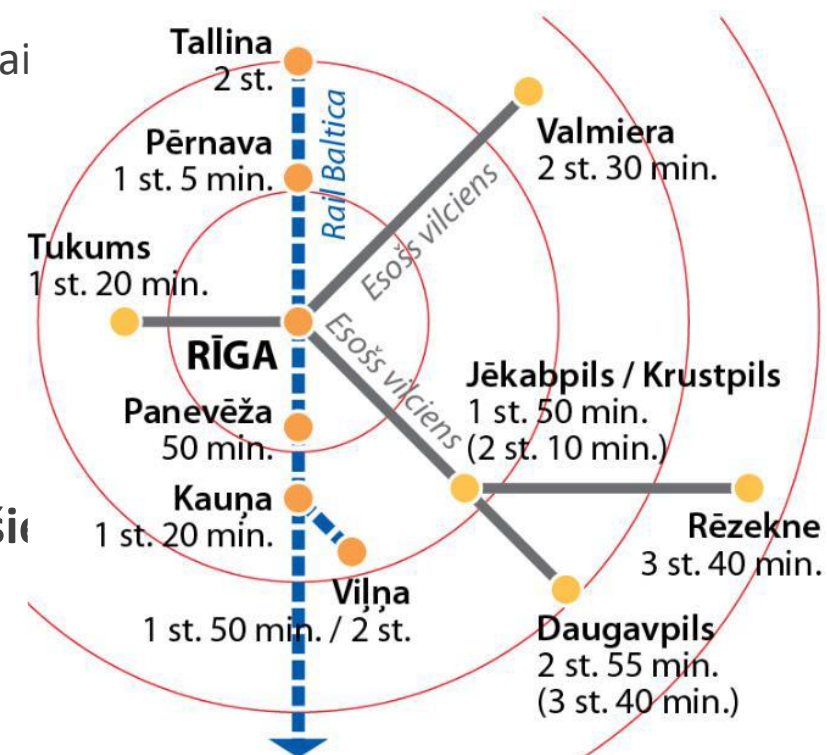 Tallina
2 st.
Pērnava
1 st. 5 min.
Rail Baltica
Valmiera
2 st. 30 min.
Esošs vilciens
Tukums
1 st. 20 min.
RĪGA
Esošs vilciens
Jēkabpils / Krustpils
1 st. 50 min.
(2 st. 10 min.)
Panevēža
50 min.
Kauņa
1 st. 20 min.
Rēzekne
3 st. 40 min.
Viļņa
1 st. 50 min. / 2 st.
Daugavpils
2 st. 55 min.
(3 st. 40 min.)